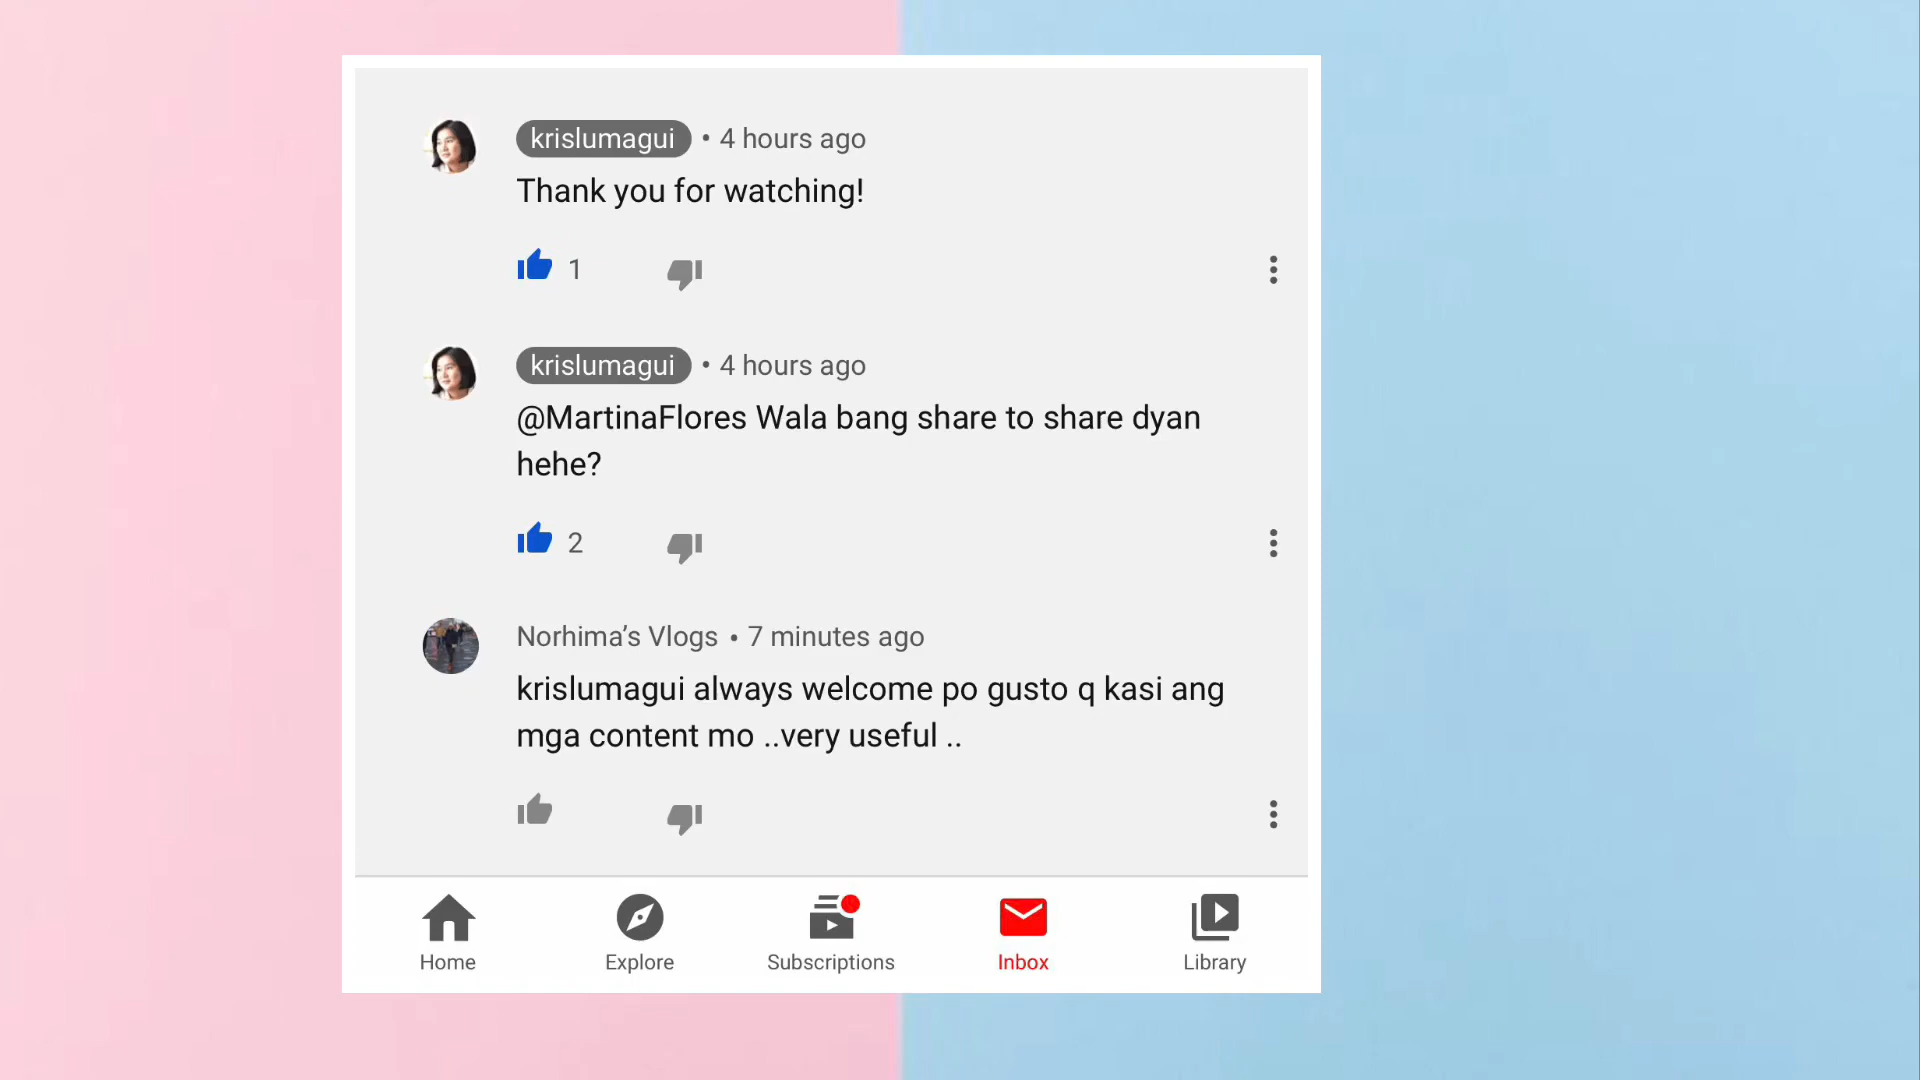 krislumagui • 4 hours ago
Thank you for watching!
1
krislumagui • 4 hours ago
@MartinaFlores Wala bang share to share dyan
hehe?
2
Norhima’s Vlogs • 7 minutes ago
krislumagui always welcome po gusto q kasi ang
mga content mo ..very useful ..
Home Explore Subscriptions Inbox Library